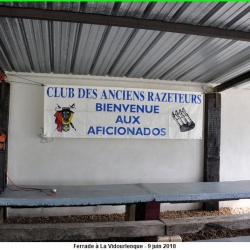 CLUB DES ANCIENS RAZETEURS
BIENVENUE
AUX
AFICIONADOS
Ferrade à La Vidourlenque - 9 juin 2018